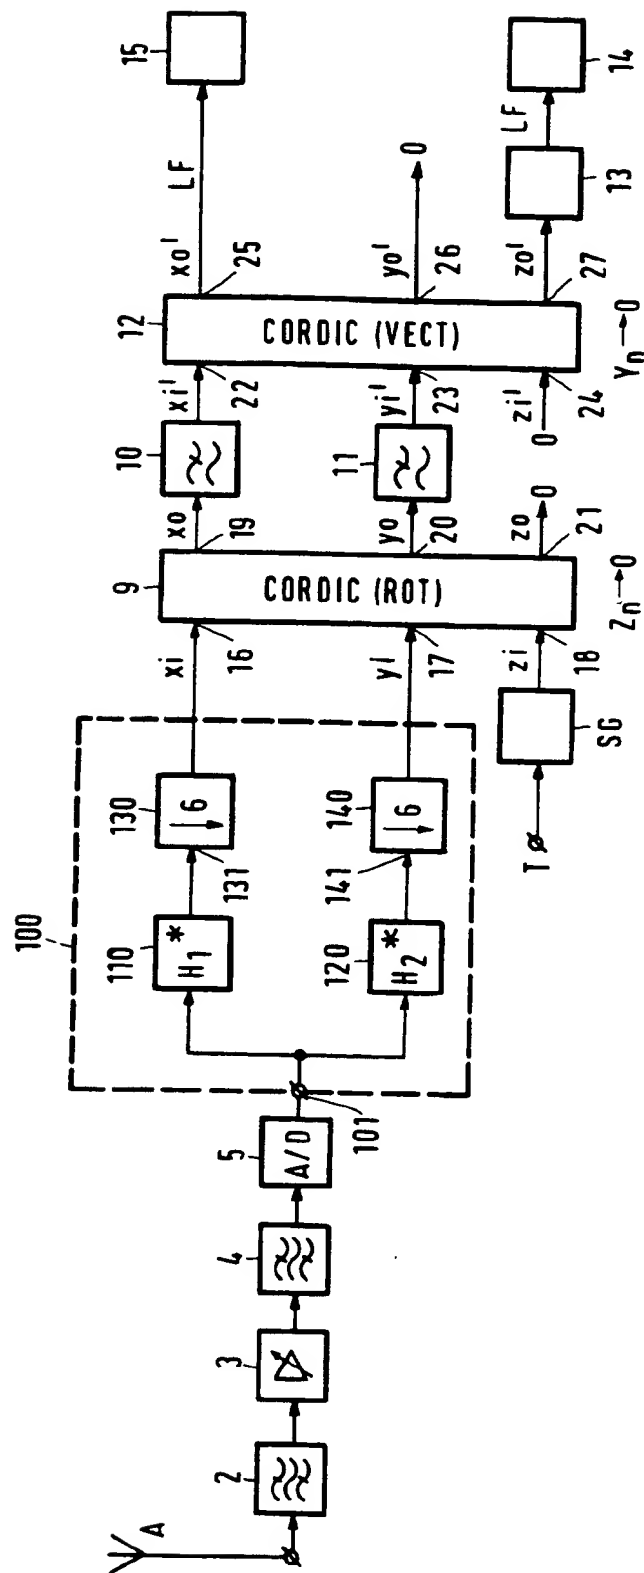 A
2
3
4
5
A/D
101
100
110
H1*
131
130
↓6
120
H2*
141
140
↓6
xi
16
yi
17
T
SG
zi
18
9
CORDIC (ROT)
Zn→0
xo
19
yo
20
zo
21
0
10
11
xi'
22
yi'
23
0
zi'
24
12
CORDIC (VECT)
Yn→0
xo'
25
LF
15
yo'
26
0
zo'
27
13
LF
14